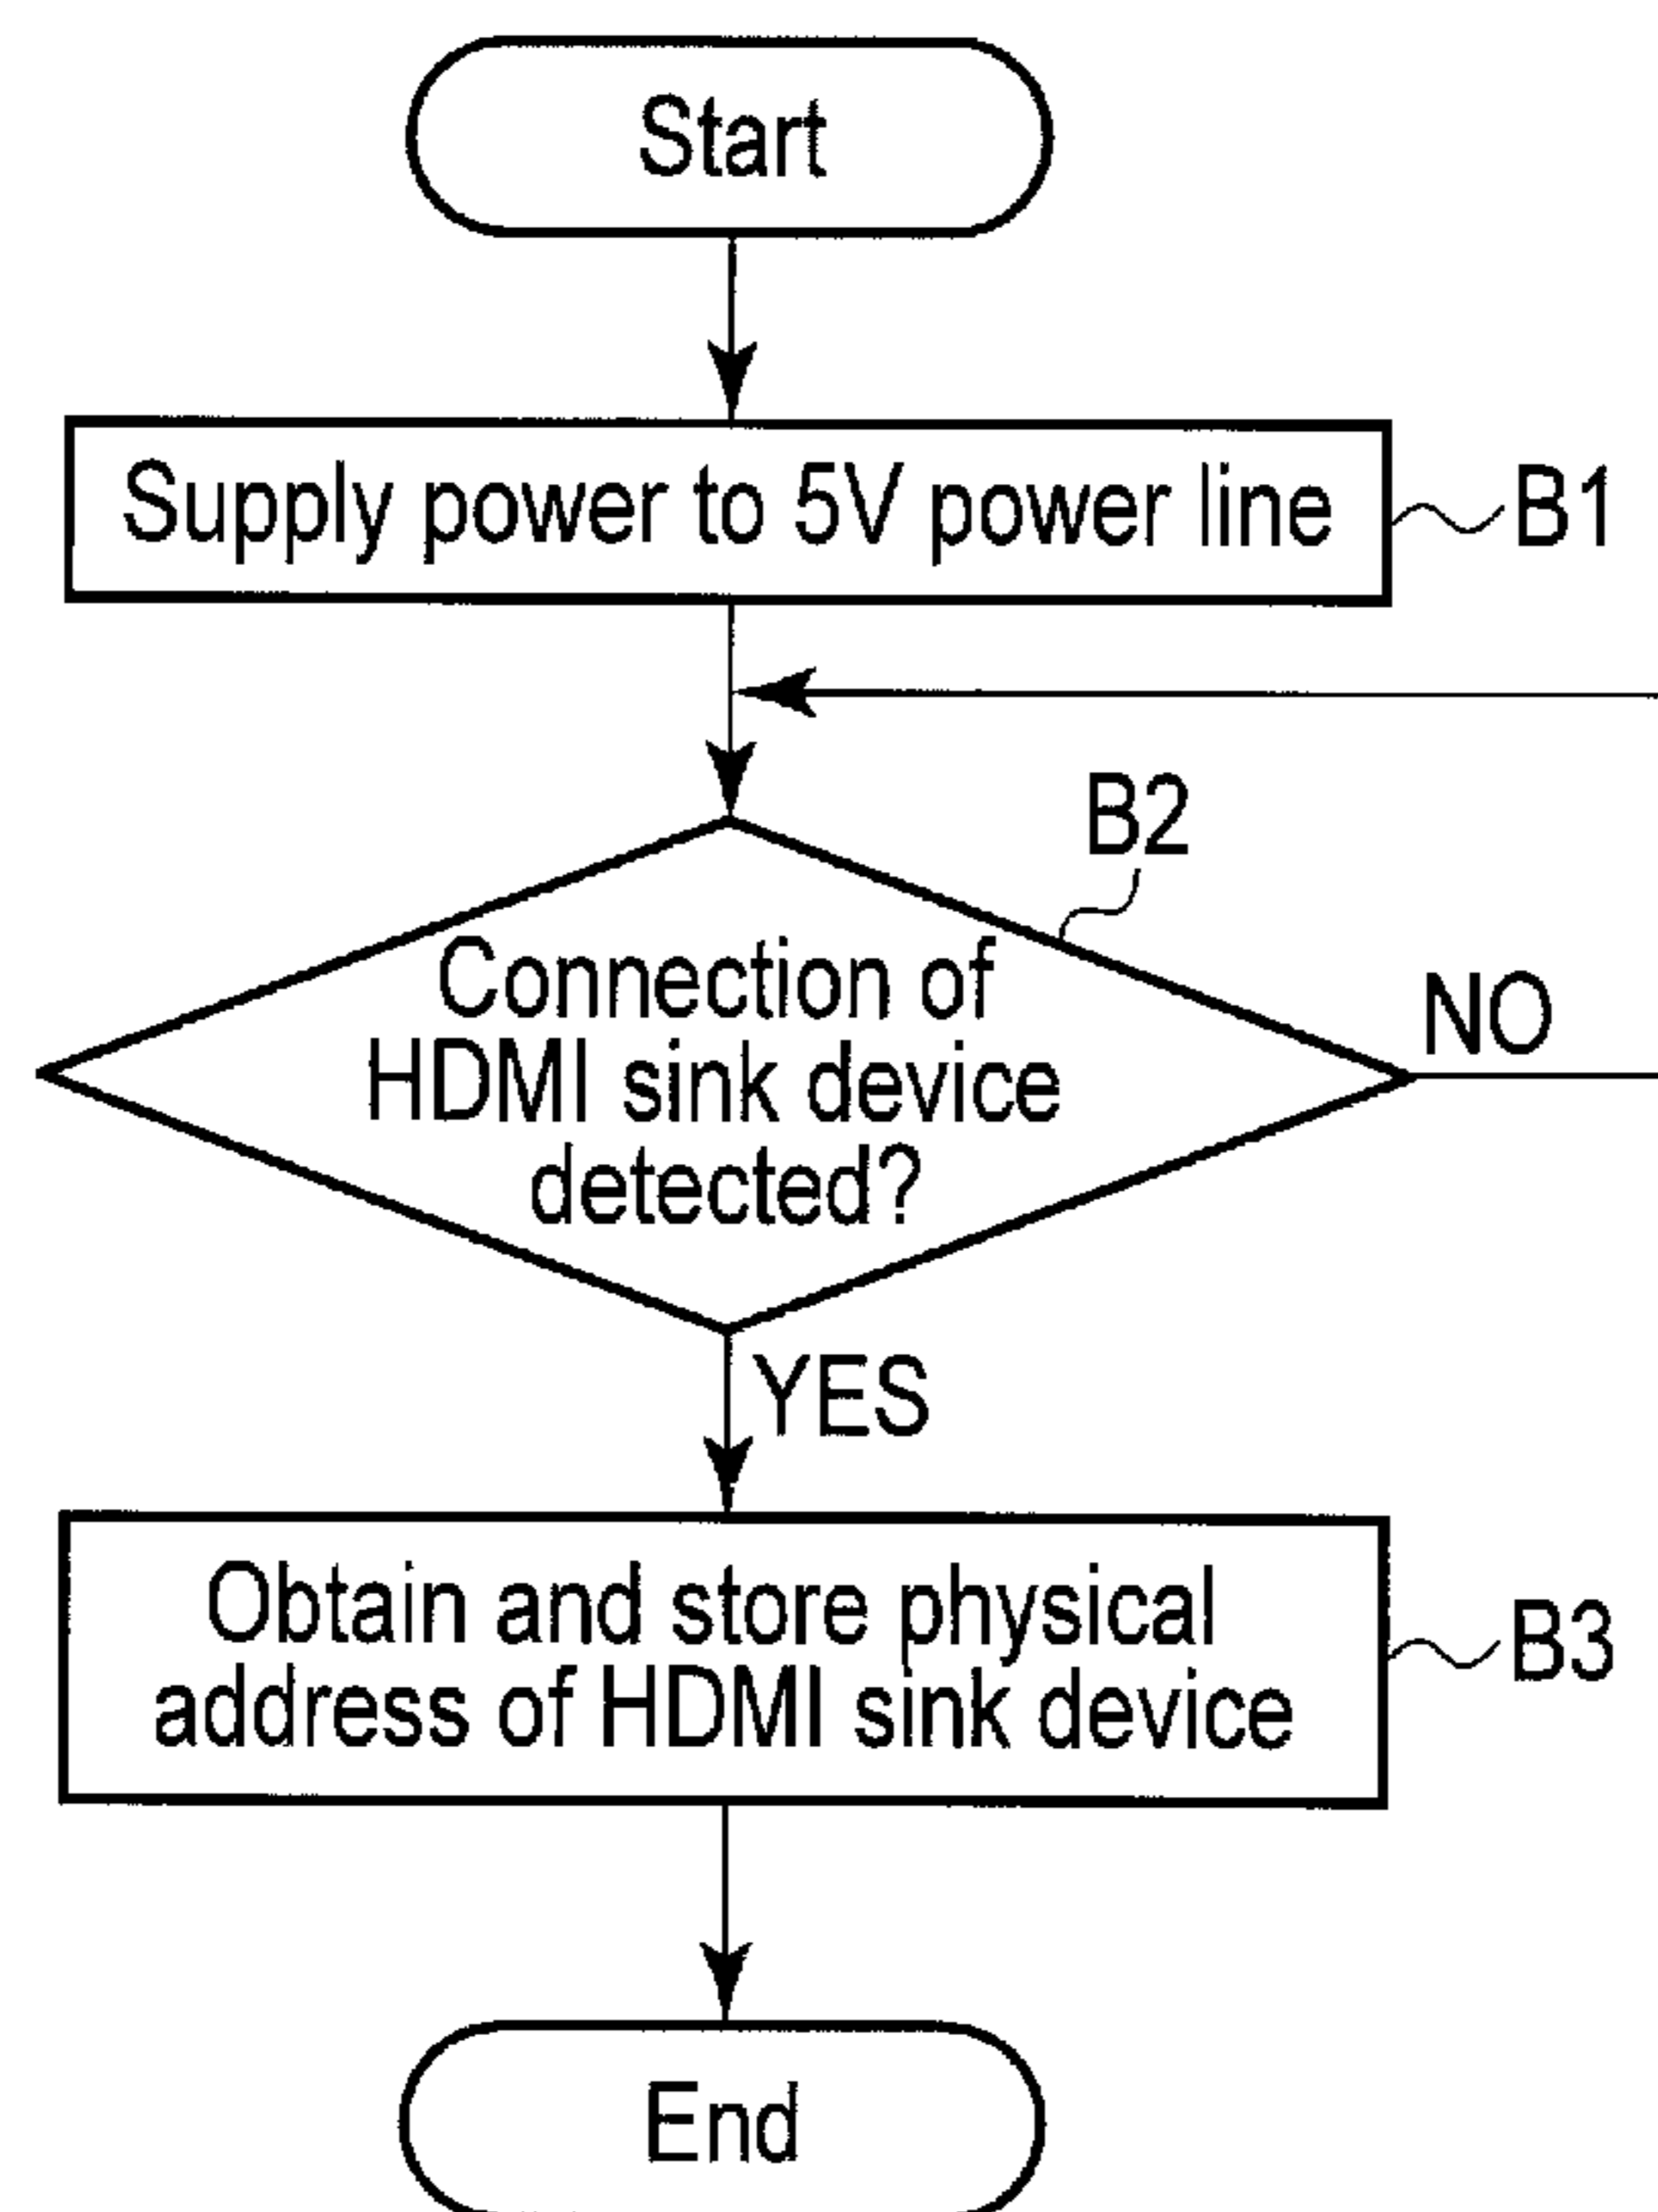 Start
Supply power to 5V power line
B1
B2
Connection of
HDMI sink device
detected?
NO
YES
Obtain and store physical
address of HDMI sink device
B3
End